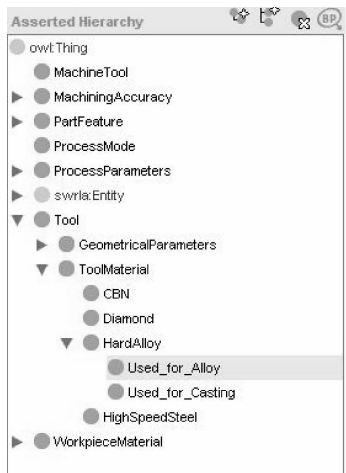 Asserted Hierarchy
BP
owl:Thing
MachineTool
MachiningAccuracy
PartFeature
ProcessMode
ProcessParameters
swrla:Entity
Tool
GeometricalParameters
ToolMaterial
CBN
Diamond
HardAlloy
Used_for_Alloy
Used_for_Casting
HighSpeedSteel
WorkpieceMaterial